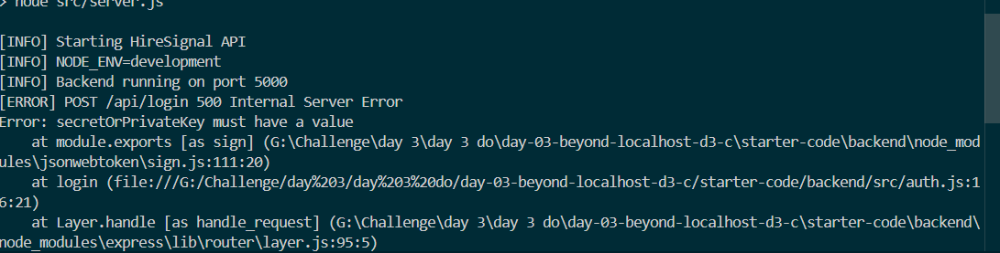 > node src/server.js
[INFO] Starting HireSignal API
[INFO] NODE_ENV=development
[INFO] Backend running on port 5000
[ERROR] POST /api/login 500 Internal Server Error
Error: secretOrPrivateKey must have a value
    at module.exports [as sign] (G:\Challenge\day 3\day 3 do\day-03-beyond-localhost-d3-c\starter-code\backend\node_mod
ules\jsonwebtoken\sign.js:111:20)
    at login (file:///G:/Challenge/day%203/day%203%20do/day-03-beyond-localhost-d3-c/starter-code/backend/src/auth.js:1
6:21)
    at Layer.handle [as handle_request] (G:\Challenge\day 3\day 3 do\day-03-beyond-localhost-d3-c\starter-code\backend\
node_modules\express\lib\router\layer.js:95:5)